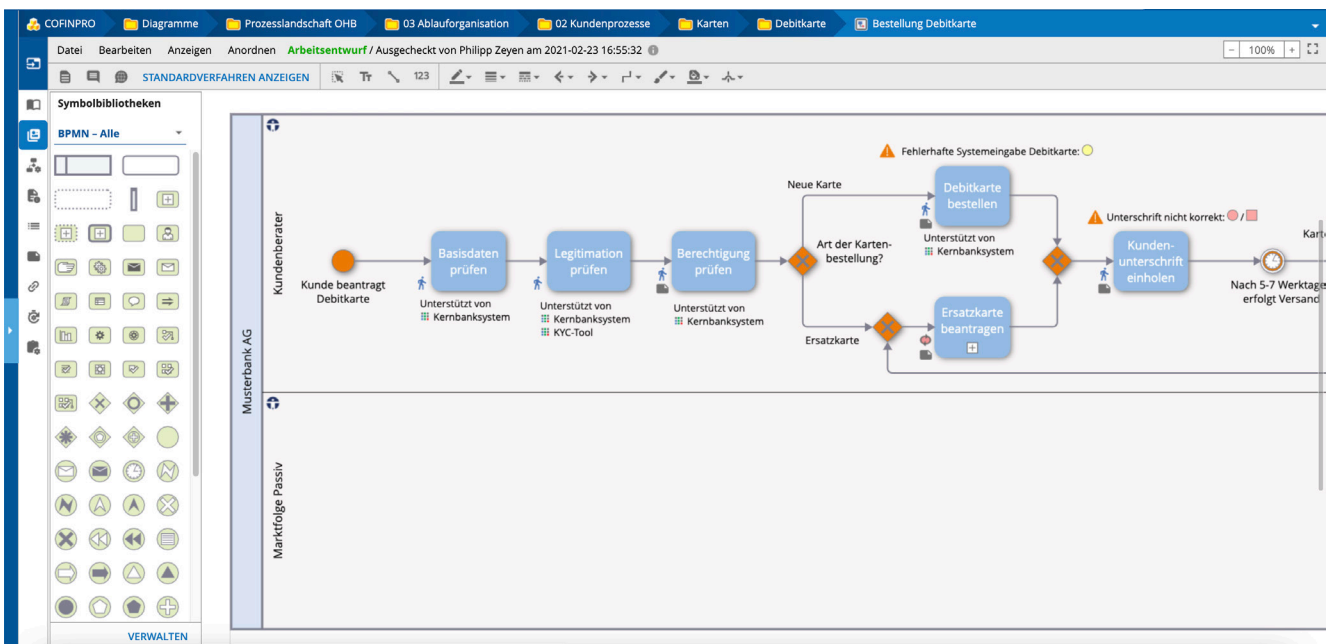 COFINPRO
Diagramme
Prozesslandschaft OHB
03 Ablauforganisation
02 Kundenprozesse
Karten
Debitkarte
Bestellung Debitkarte
Datei Bearbeiten Anzeigen Anordnen Arbeitsentwurf / Ausgecheckt von Philipp Zeyen am 2021-02-23 16:55:32
- 100% +
STANDARDVERFAHREN ANZEIGEN
Tr
123
Symbolbibliotheken
BPMN – Alle
VERWALTEN
Musterbank AG
Kundenberater
Marktfolge Passiv
Kunde beantragt
Debitkarte
Basisdaten
prüfen
Unterstützt von
Kernbanksystem
Legitimation
prüfen
Unterstützt von
Kernbanksystem
KYC-Tool
Berechtigung
prüfen
Unterstützt von
Kernbanksystem
Neue Karte
Art der Karten-
bestellung?
Ersatzkarte
Fehlerhafte Systemeingabe Debitkarte:
Debitkarte
bestellen
Unterstützt von
Kernbanksystem
Ersatzkarte
beantragen
Unterschrift nicht korrekt: /
Kunden-
unterschrift
einholen
Nach 5-7 Werktage
erfolgt Versand
Kart